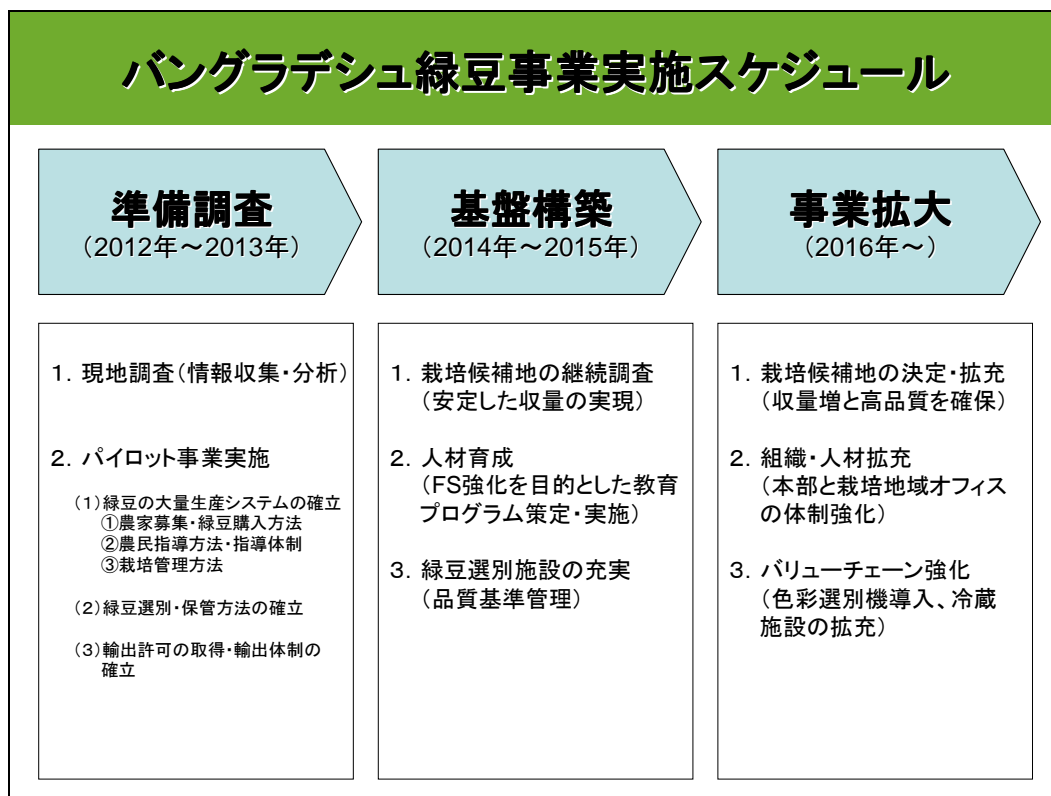 バングラデシュ緑豆事業実施スケジュール
準備調査
（2012年～2013年）
基盤構築
（2014年～2015年）
事業拡大
（2016年～）
１．現地調査（情報収集・分析）
２．パイロット事業実施
（１）緑豆の大量生産システムの確立
①農家募集・緑豆購入方法
②農民指導方法・指導体制
③栽培管理方法
（２）緑豆選別・保管方法の確立
（３）輸出許可の取得・輸出体制の
確立
１．栽培候補地の継続調査
（安定した収量の実現）
２．人材育成
（FS強化を目的とした教育
プログラム策定・実施）
３．緑豆選別施設の充実
（品質基準管理）
１．栽培候補地の決定・拡充
（収量増と高品質を確保）
２．組織・人材拡充
（本部と栽培地域オフィス
の体制強化）
３．バリューチェーン強化
（色彩選別機導入、冷蔵
施設の拡充）